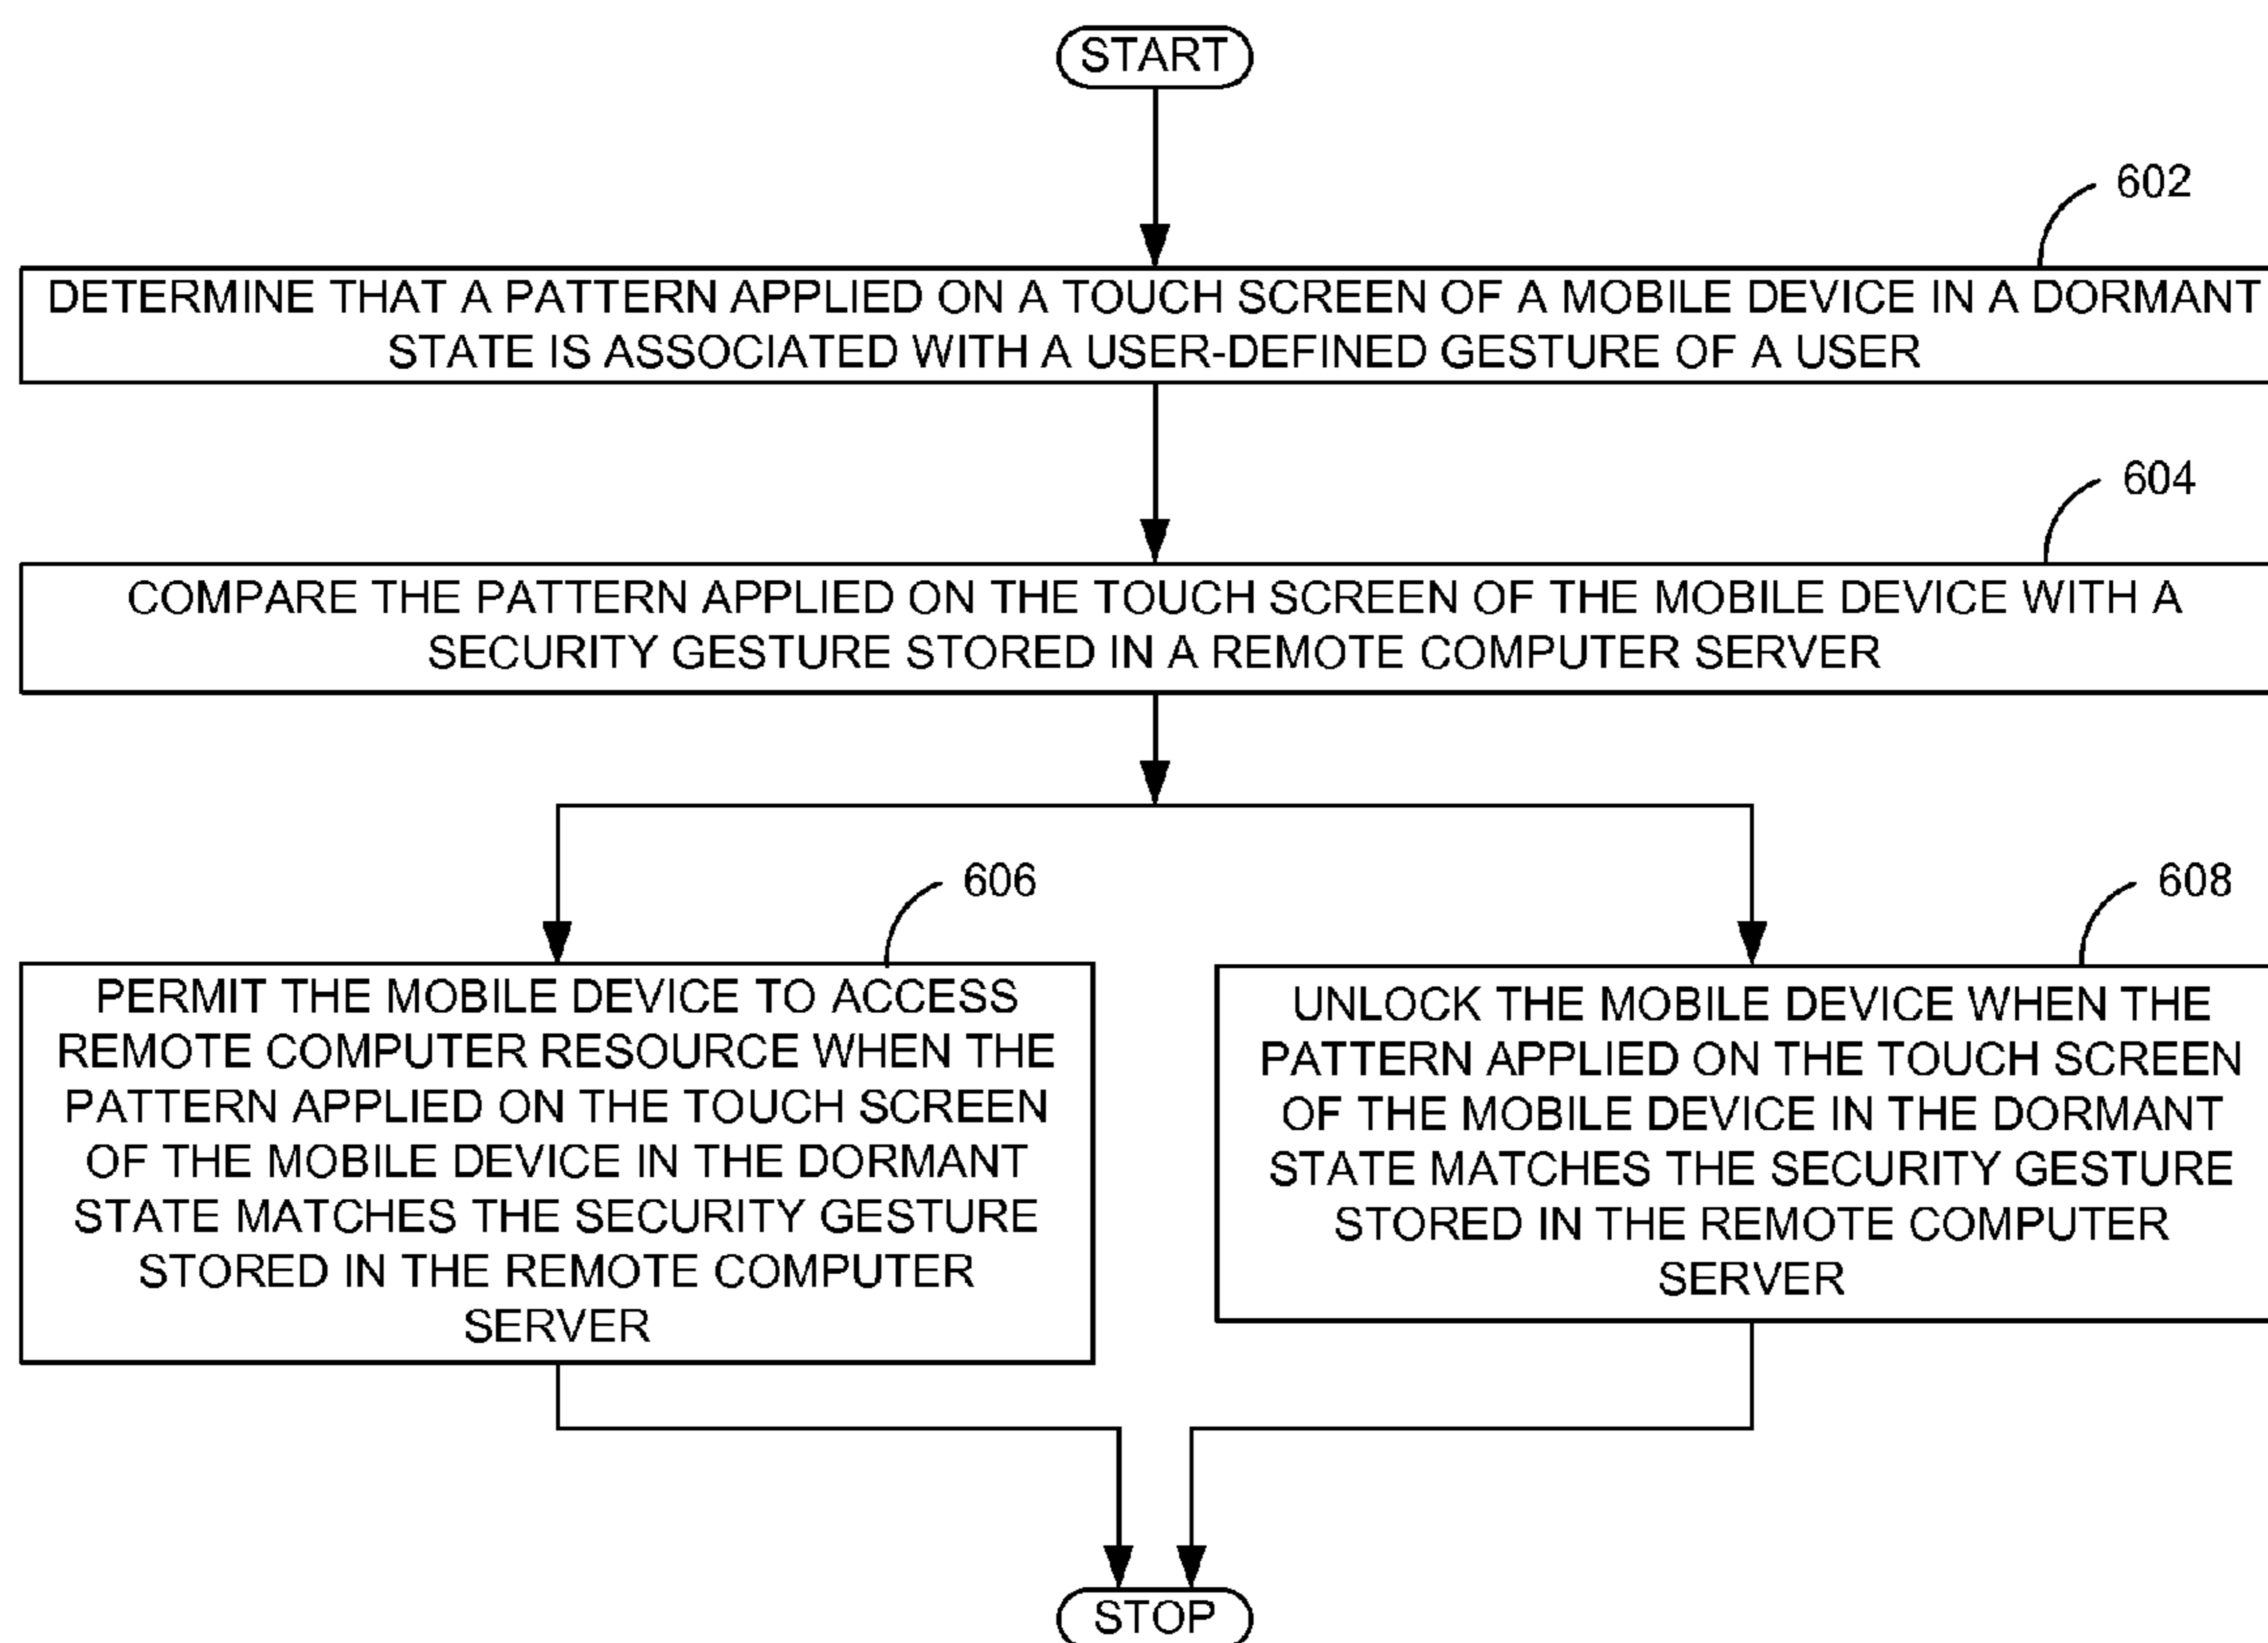 START
602
DETERMINE THAT A PATTERN APPLIED ON A TOUCH SCREEN OF A MOBILE DEVICE IN A DORMANT
STATE IS ASSOCIATED WITH A USER-DEFINED GESTURE OF A USER
604
COMPARE THE PATTERN APPLIED ON THE TOUCH SCREEN OF THE MOBILE DEVICE WITH A
SECURITY GESTURE STORED IN A REMOTE COMPUTER SERVER
606
PERMIT THE MOBILE DEVICE TO ACCESS
REMOTE COMPUTER RESOURCE WHEN THE
PATTERN APPLIED ON THE TOUCH SCREEN
OF THE MOBILE DEVICE IN THE DORMANT
STATE MATCHES THE SECURITY GESTURE
STORED IN THE REMOTE COMPUTER
SERVER
608
UNLOCK THE MOBILE DEVICE WHEN THE
PATTERN APPLIED ON THE TOUCH SCREEN
OF THE MOBILE DEVICE IN THE DORMANT
STATE MATCHES THE SECURITY GESTURE
STORED IN THE REMOTE COMPUTER
SERVER
STOP